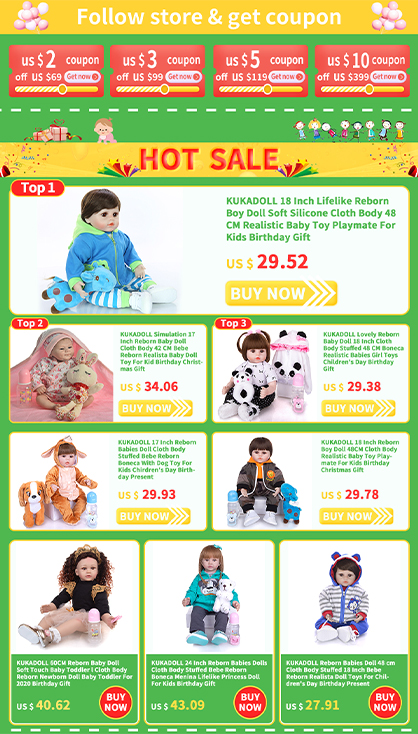 Follow store & get coupon
US $2 coupon
off US $69 Get now
US $3 coupon
off US $99 Get now
US $5 coupon
off US $119 Get now
US $10 coupon
off US $399 Get now
HOT SALE
Top 1
KUKADOLL 18 Inch Lifelike Reborn
Boy Doll Soft Silicone Cloth Body 48
CM Realistic Baby Toy Playmate For
Kids Birthday Gift
US $ 29.52
BUY NOW
Top 2
KUKADOLL Simulation 17
Inch Reborn Baby Doll
Cloth Body 42 CM Bebe
Reborn Realista Baby Doll
Toy For Kid Birthday Christ-
mas Gift
US $ 34.06
BUY NOW
Top 3
KUKADOLL Lovely Reborn
Baby Doll 18 Inch Cloth
Body Stuffed 48 CM Boneca
Realistic Babies Girl Toys
Children's Day Birthday
Gift
US $ 29.38
BUY NOW
KUKADOLL 17 Inch Reborn
Babies Doll Cloth Body
Stuffed Bebe Reborn
Boneca With Dog Toy For
Kids Chirdren's Day Birth-
day Present
US $ 29.93
BUY NOW
KUKADOLL 18 Inch Reborn
Boy Doll 48CM Cloth Body
Realistic Baby Toy Play-
mate For Kids Birthday
Christmas Gift
US $ 29.78
BUY NOW
KUKADOLL 60CM Reborn Baby Doll
Soft Touch Baby Toddler l Cloth Body
Reborn Newborn Doll Baby Toddler For
2020 Birthday Gift
US $ 40.62
BUY
NOW
KUKADOLL 24 Inch Reborn Babies Dolls
Cloth Body Stuffed Bebe Reborn
Boneca Menina Lifelike Princess Doll
For Kids Birthday Gift
US $ 43.09
BUY
NOW
KUKADOLL Reborn Babies Doll 48 cm
Cloth Body Stuffed 18 Inch Bebe
Reborn Realista Doll Toys For Chil-
dren's Day Birthday Present
US $ 27.91
BUY
NOW